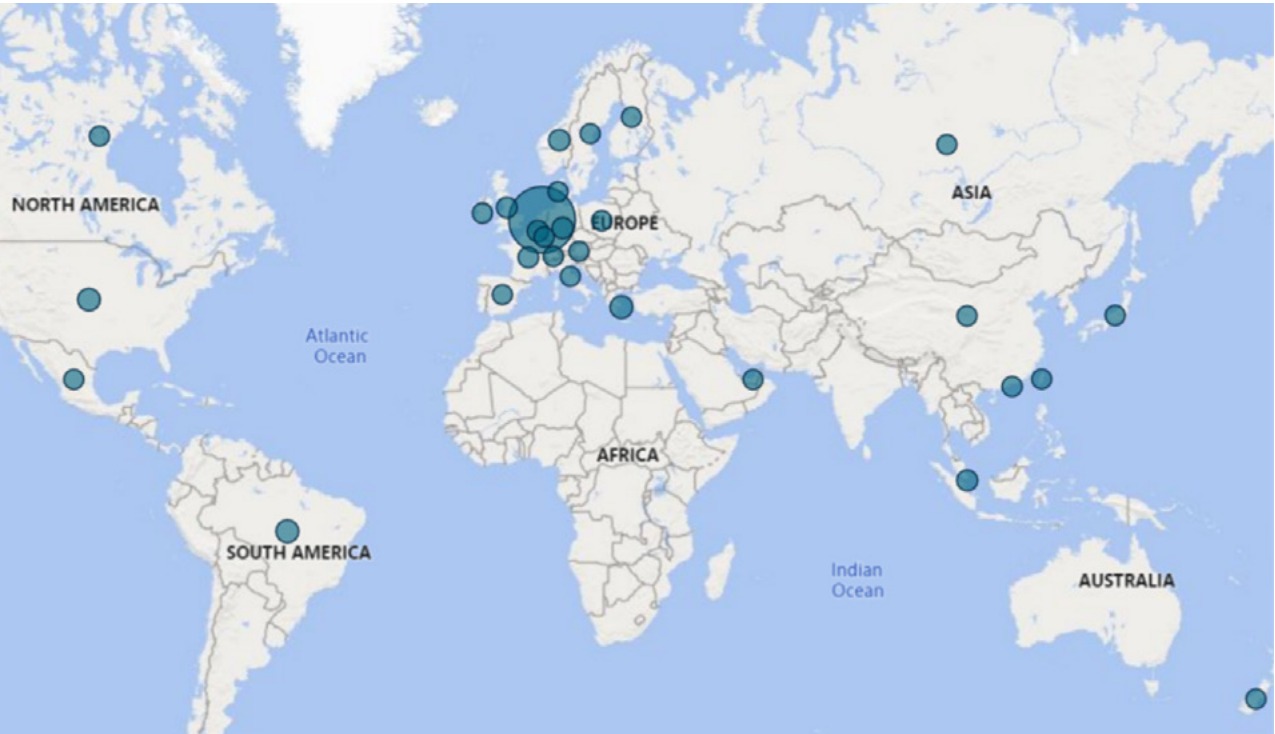 ASIA
NORTH AMERICA
EUROPE
Atlantic
Ocean
AFRICA
SOUTH AMERICA
Indian
Ocean
AUSTRALIA